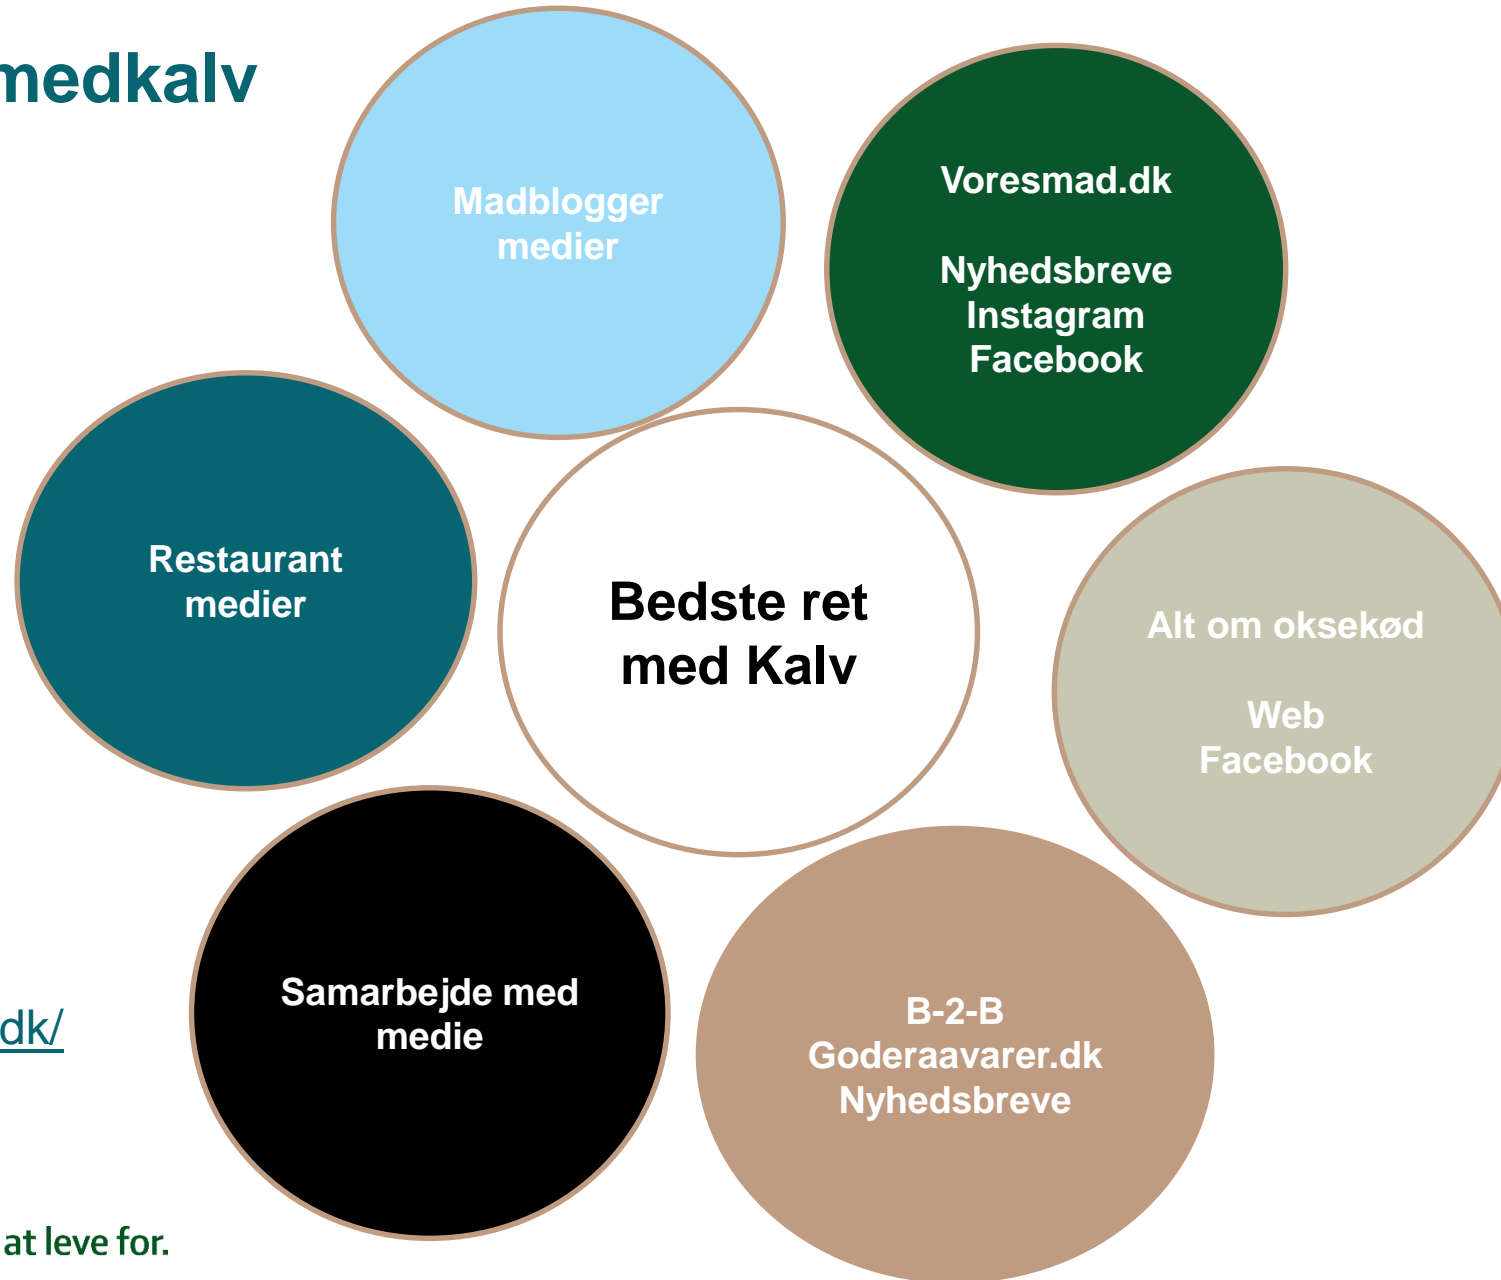 medkalv
Madblogger
medier
Voresmad.dk
Nyhedsbreve
Instagram
Facebook
Restaurant
medier
Bedste ret
med Kalv
Alt om oksekød
Web
Facebook
Samarbejde med
medie
B-2-B
Goderaavarer.dk
Nyhedsbreve
dk/
at leve for.